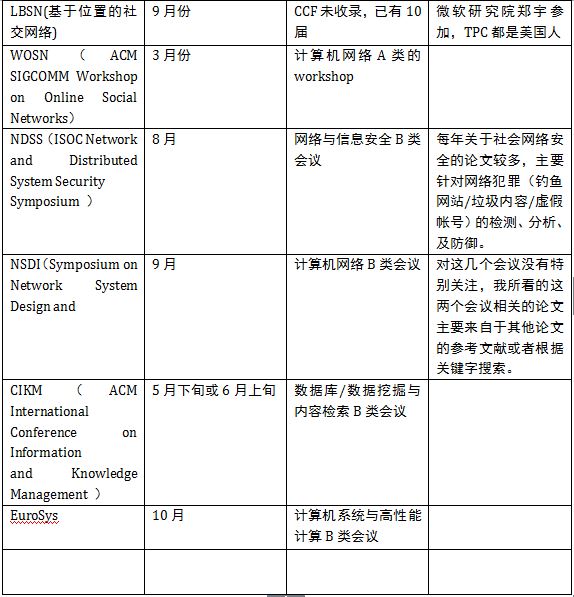 LBSN(基于位置的社
交网络)
9 月份
CCF 未收录，已有 10
届
微软研究院郑宇参
加，TPC 都是美国人
WOSN （ ACM
SIGCOMM Workshop
on Online Social
Networks）
3 月份
计算机网络 A 类的
workshop
NDSS（ISOC Network
and Distributed
System Security
Symposium ）
8 月
网络与信息安全 B 类
会议
每年关于社会网络安
全的论文较多，主要
针对网络犯罪（钓鱼
网站/垃圾内容/虚假
帐号）的检测、分析、
及防御。
NSDI（Symposium on
Network System
Design and
9 月
计算机网络 B 类会议
对这几个会议没有特
别关注，我所看的这
两个会议相关的论文
主要来自于其他论文
的参考文献或者根据
关键字搜索。
CIKM （ ACM
International
Conference on
Information
and Knowledge
Management ）
5 月下旬或 6 月上旬
数据库/数据挖掘与
内容检索 B 类会议
EuroSys
10 月
计算机系统与高性能
计算 B 类会议